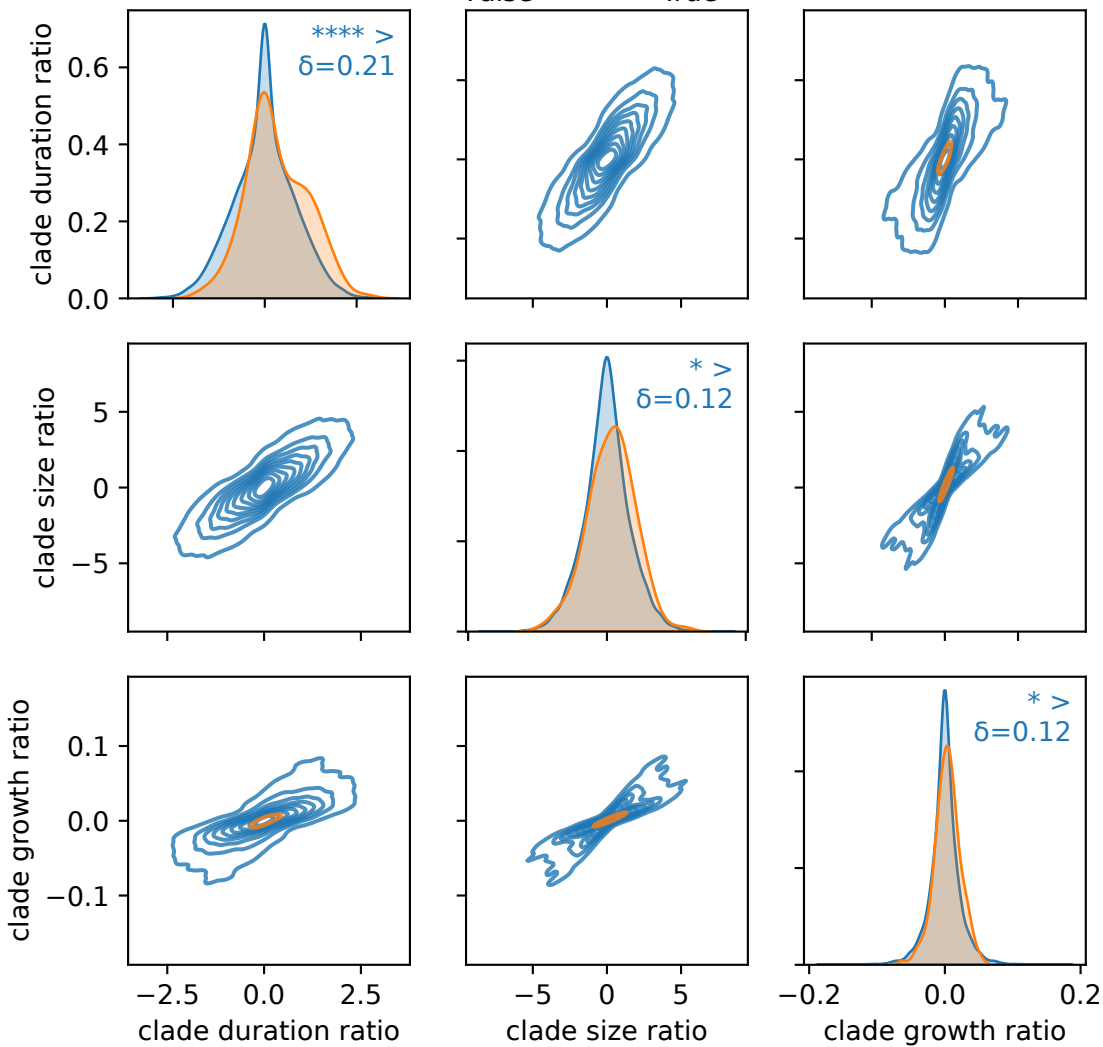 clade duration ratio
0.6
0.4
0.2
0.0
**** >
δ=0.21
clade size ratio
5
0
−5
* >
δ=0.12
clade growth ratio
0.1
0.0
−0.1
* >
δ=0.12
−2.5 0.0 2.5
−5 0 5
−0.2 0.0 0.2
clade duration ratio
clade size ratio
clade growth ratio